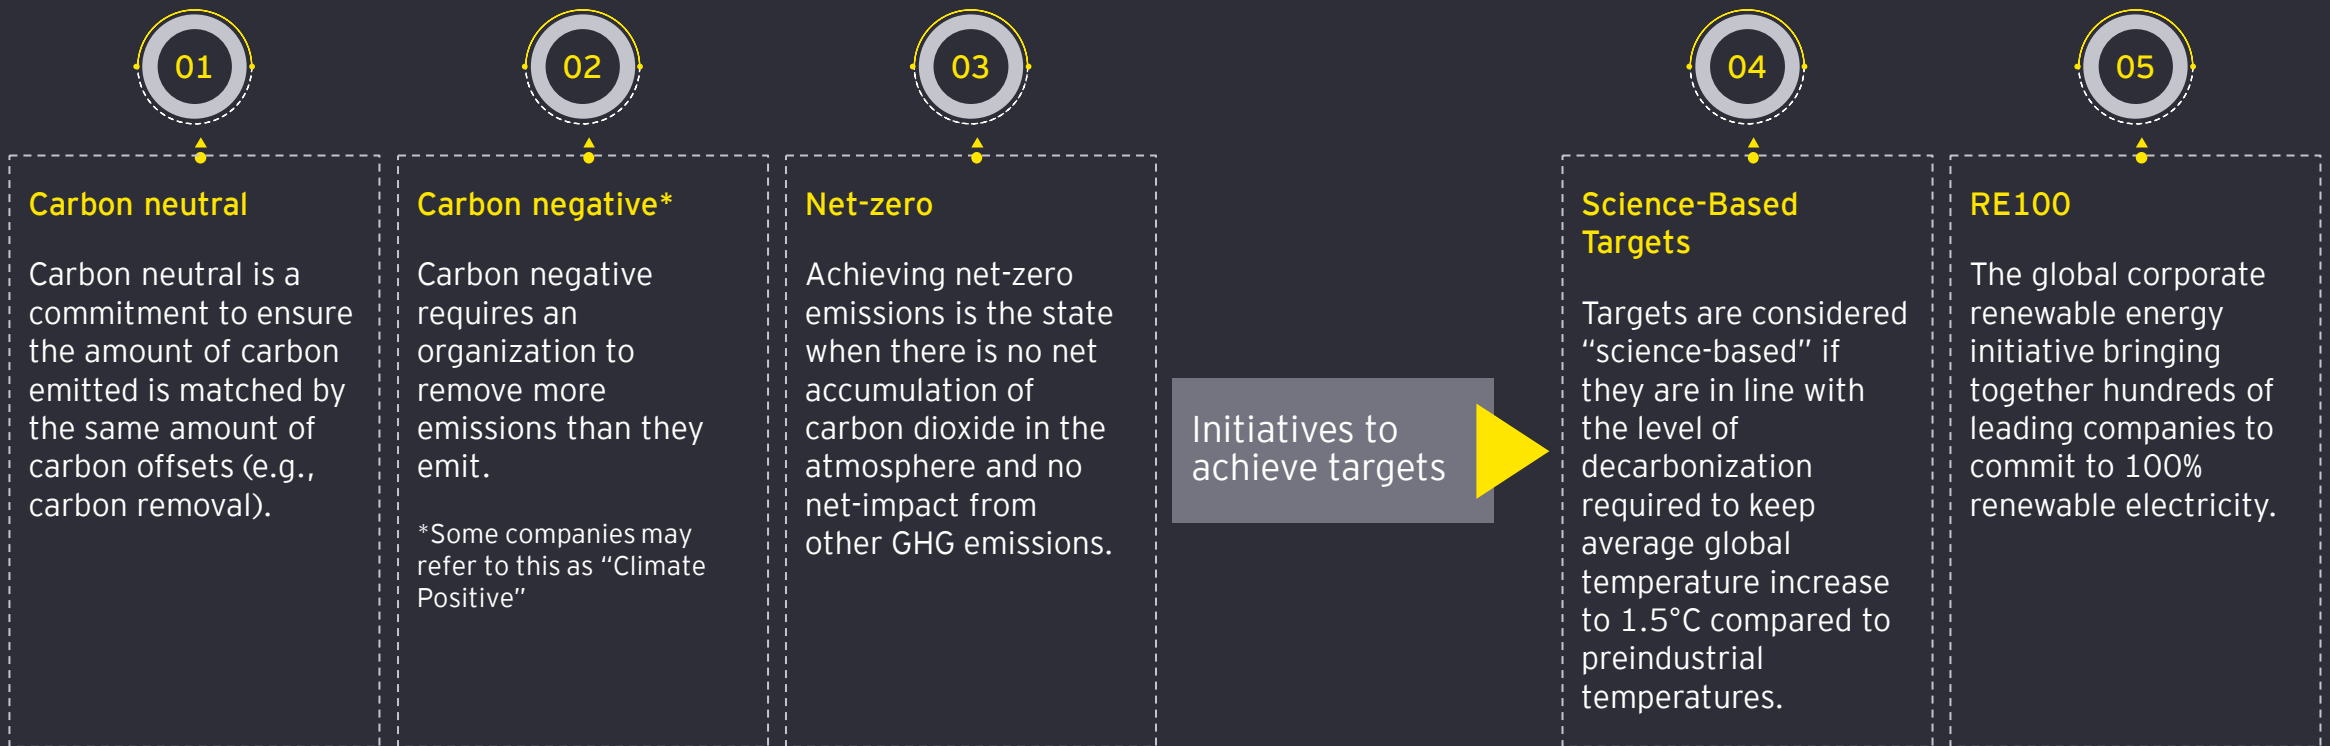 01
Carbon neutral
Carbon neutral is a
commitment to ensure
the amount of carbon
emitted is matched by
the same amount of
carbon offsets (e.g.,
carbon removal).
02
Carbon negative*
Carbon negative
requires an
organization to
remove more
emissions than they
emit.
*Some companies may
refer to this as “Climate
Positive”
03
Net-zero
Achieving net-zero
emissions is the state
when there is no net
accumulation of
carbon dioxide in the
atmosphere and no
net-impact from
other GHG emissions.
Initiatives to
achieve targets
04
Science-Based
Targets
Targets are considered
“science-based” if
they are in line with
the level of
decarbonization
required to keep
average global
temperature increase
to 1.5°C compared to
preindustrial
temperatures.
05
RE100
The global corporate
renewable energy
initiative bringing
together hundreds of
leading companies to
commit to 100%
renewable electricity.